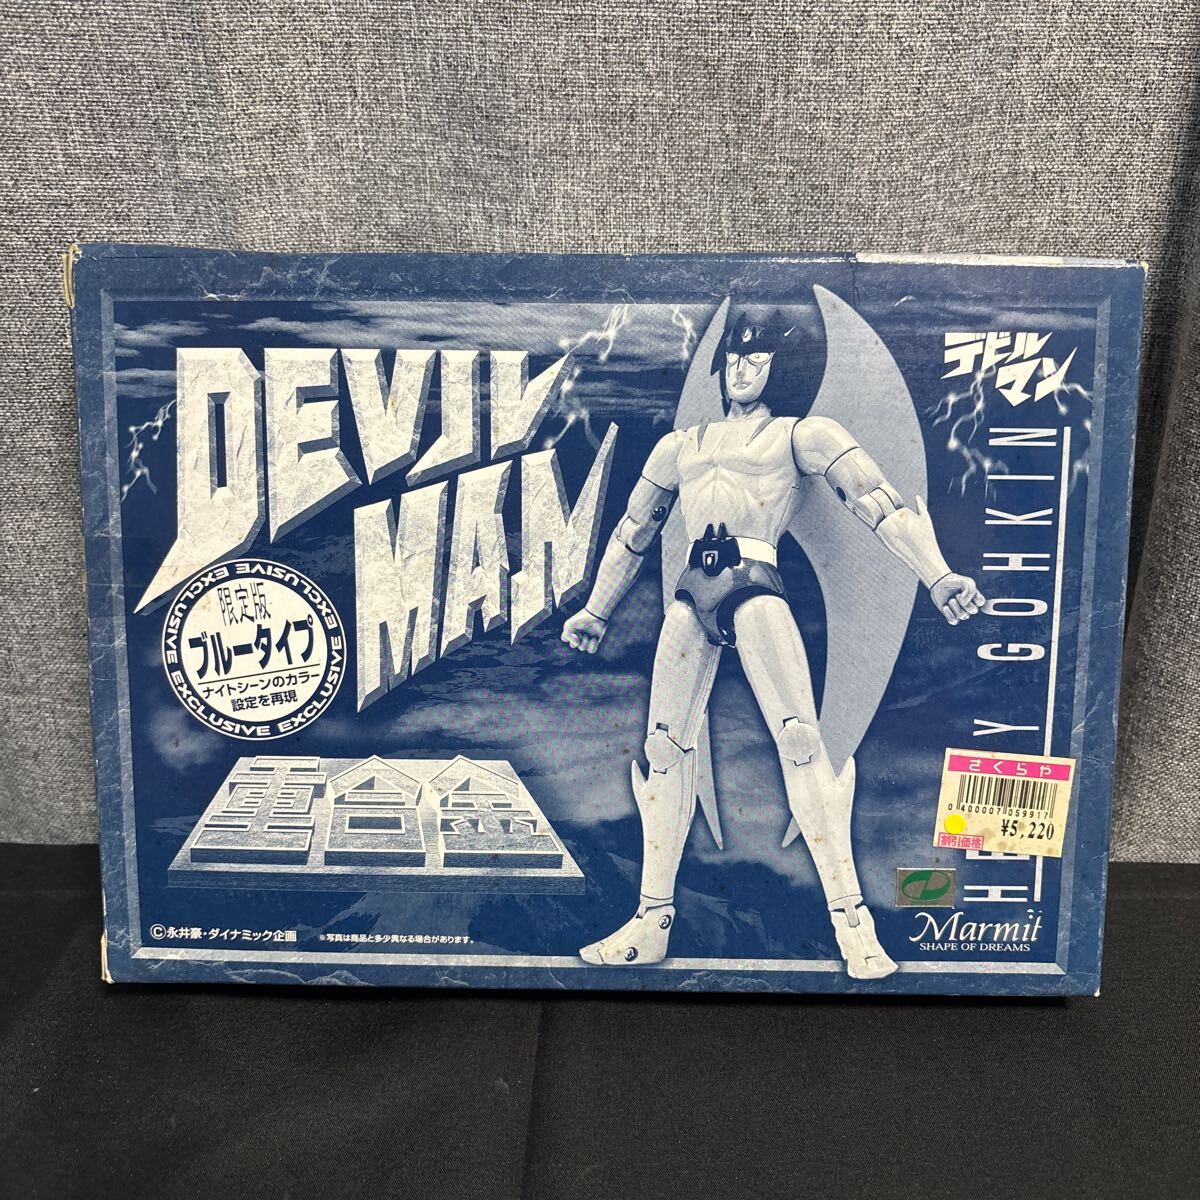 DEVIL
MAN
デビル
マン
EXCLUSIVE EXCLUSIVE EXCLUSIVE EXCLUSIVE
限定版
ブルータイプ
ナイトシーンのカラー
設定を再現
重合金
GOHKIN
さくらや
0400007059917
¥5,220
割引価格
Marmit
SHAPE OF DREAMS
©永井豪・ダイナミック企画
※写真は商品と多少異なる場合があります。